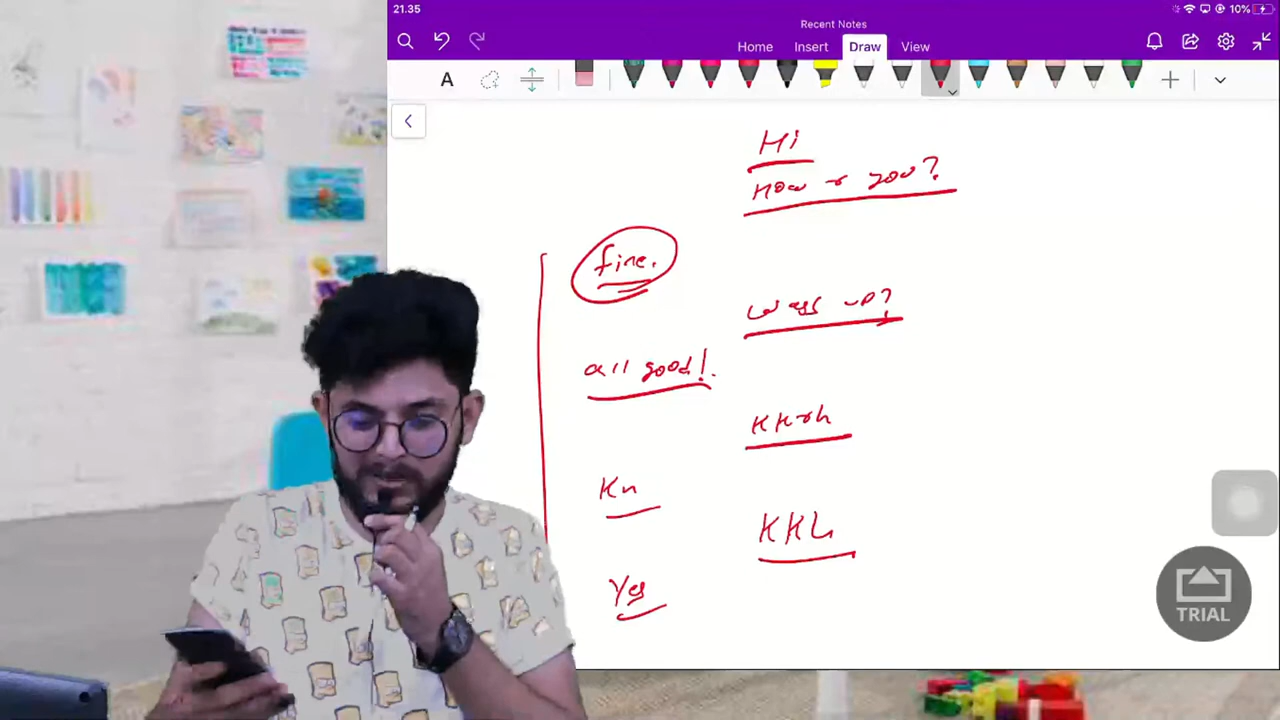 21.35
10%
Recent Notes
Home Insert Draw View
A
Hi
How r you?
fine.
wass up?
all good!.
KKrh
Kn
KKh
Yes
TRIAL